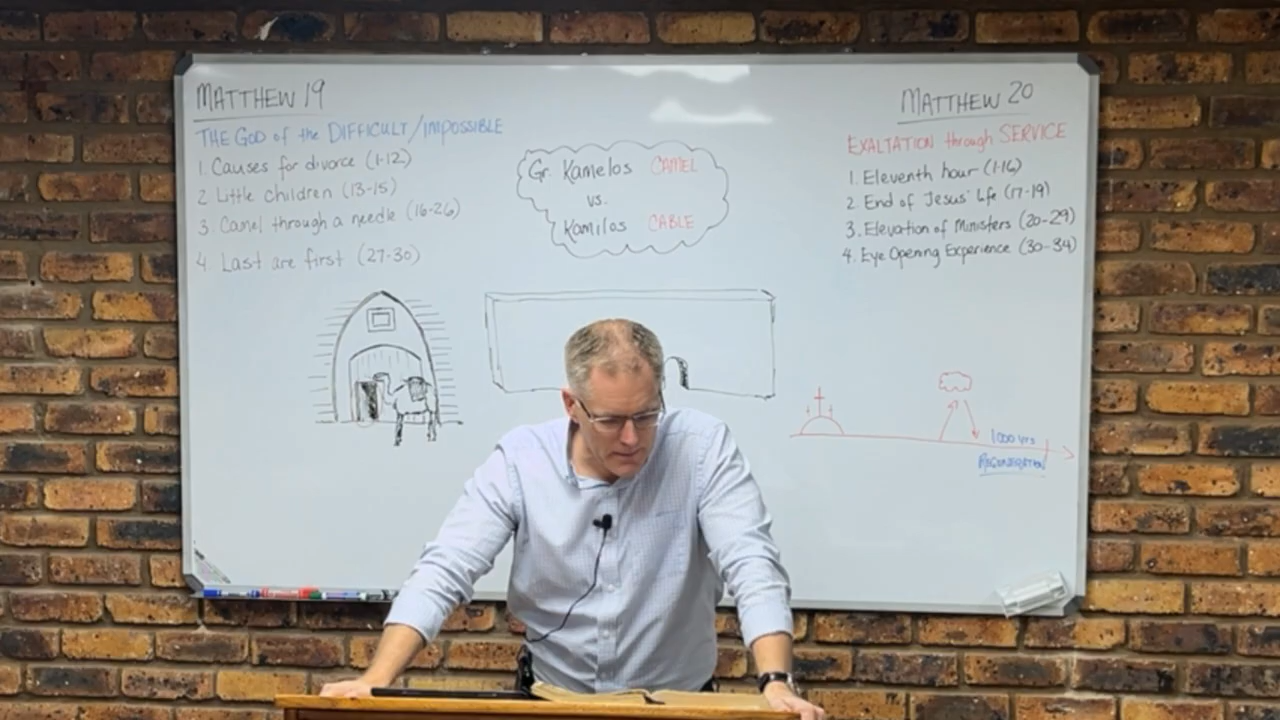 MATTHEW 19
THE GOD of the DIFFICULT/IMPOSSIBLE
1. Causes for divorce (1-12)
2 Little children (13-15)
3. Camel through a needle (16-26)
4. Last are first (27-30)
Gr. Kamelos CAMEL
vs.
Kamilos CABLE
MATTHEW 20
EXALTATION through SERVICE
1. Eleventh hour (1-16)
2. End of Jesus' life (17-19)
3. Elevation of Ministers (20-29)
4. Eye Opening Experience (30-34)
1000 yrs
REGENERATION